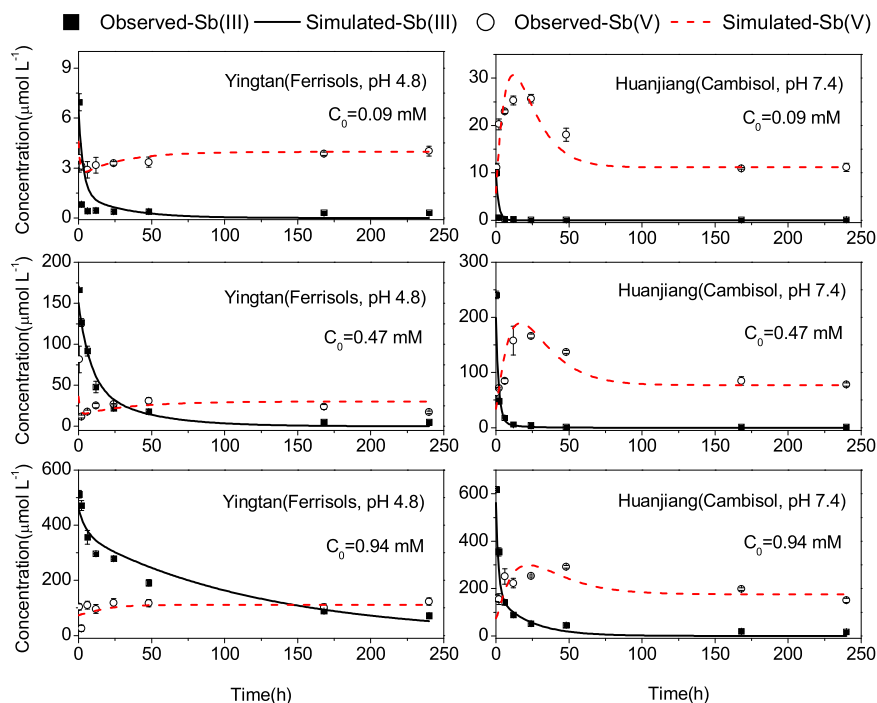 Observed-Sb(III) Simulated-Sb(III) Observed-Sb(V) Simulated-Sb(V)
Concentration(μmol L⁻¹)
9
6
3
0
Yingtan(Ferrisols, pH 4.8)
C₀=0.09 mM
0 50 100 150 200 250
30
20
10
0
Huanjiang(Cambisol, pH 7.4)
C₀=0.09 mM
0 50 100 150 200 250
Concentration(μmol L⁻¹)
200
150
100
50
0
Yingtan(Ferrisols, pH 4.8)
C₀=0.47 mM
0 50 100 150 200 250
300
200
100
0
Huanjiang(Cambisol, pH 7.4)
C₀=0.47 mM
0 50 100 150 200 250
Concentration(μmol L⁻¹)
600
400
200
0
Yingtan(Ferrisols, pH 4.8)
C₀=0.94 mM
0 50 100 150 200 250
Time(h)
600
400
200
0
Huanjiang(Cambisol, pH 7.4)
C₀=0.94 mM
0 50 100 150 200 250
Time(h)